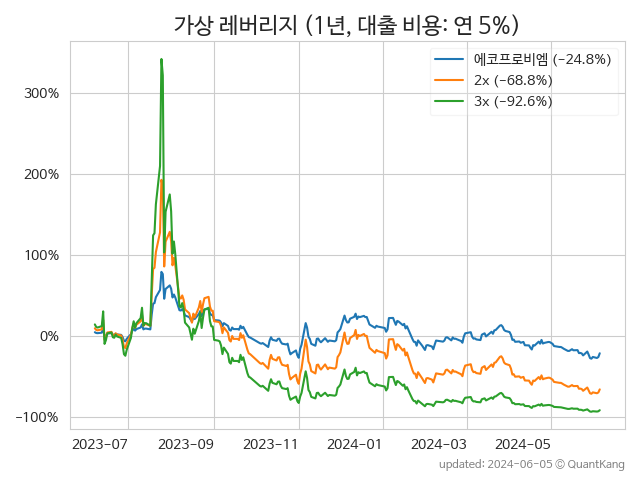 가상 레버리지 (1년, 대출 비용: 연 5%)
에코프로비엠 (−24.8%)
2x (−68.8%)
3x (−92.6%)
300%
200%
100%
0%
−100%
2023-07 2023-09 2023-11 2024-01 2024-03 2024-05
updated: 2024-06-05 © QuantKang